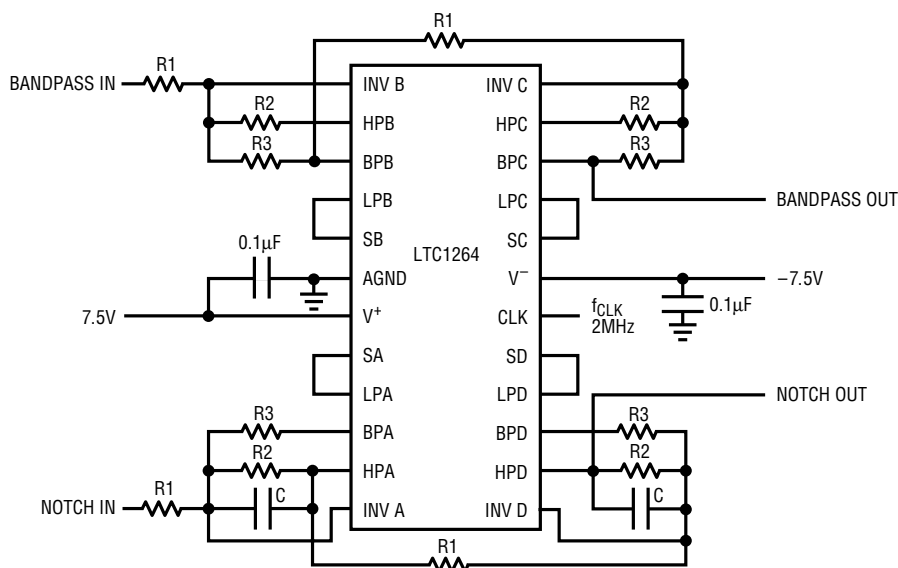 R1
R1
BANDPASS IN
INV B
INV C
R2
HPB
HPC
R2
R3
BPB
BPC
R3
LPB
LPC
BANDPASS OUT
0.1µF
SB
SC
LTC1264
AGND
V–
–7.5V
7.5V
V+
CLK
fCLK
2MHz
0.1µF
SA
SD
LPA
LPD
NOTCH OUT
R3
BPA
BPD
R3
R2
HPA
HPD
R2
NOTCH IN
R1
C
INV A
INV D
C
R1